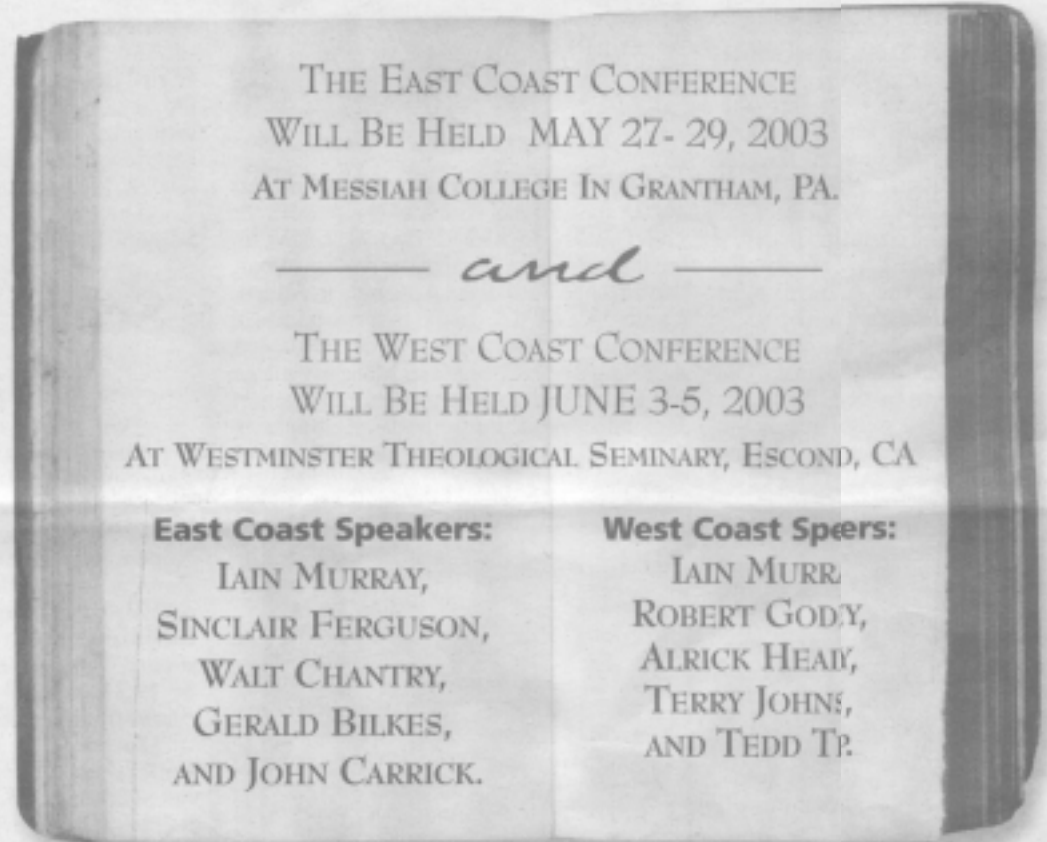 THE EAST COAST CONFERENCE
WILL BE HELD MAY 27- 29, 2003
AT MESSIAH COLLEGE IN GRANTHAM, PA.
and
THE WEST COAST CONFERENCE
WILL BE HELD JUNE 3-5, 2003
AT WESTMINSTER THEOLOGICAL SEMINARY, ESCOND, CA
East Coast Speakers:
IAIN MURRAY,
SINCLAIR FERGUSON,
WALT CHANTRY,
GERALD BILKES,
AND JOHN CARRICK.
West Coast Speers:
IAIN MURR
ROBERT
ALRICK
TERRY JOHNS,
AND TEDD